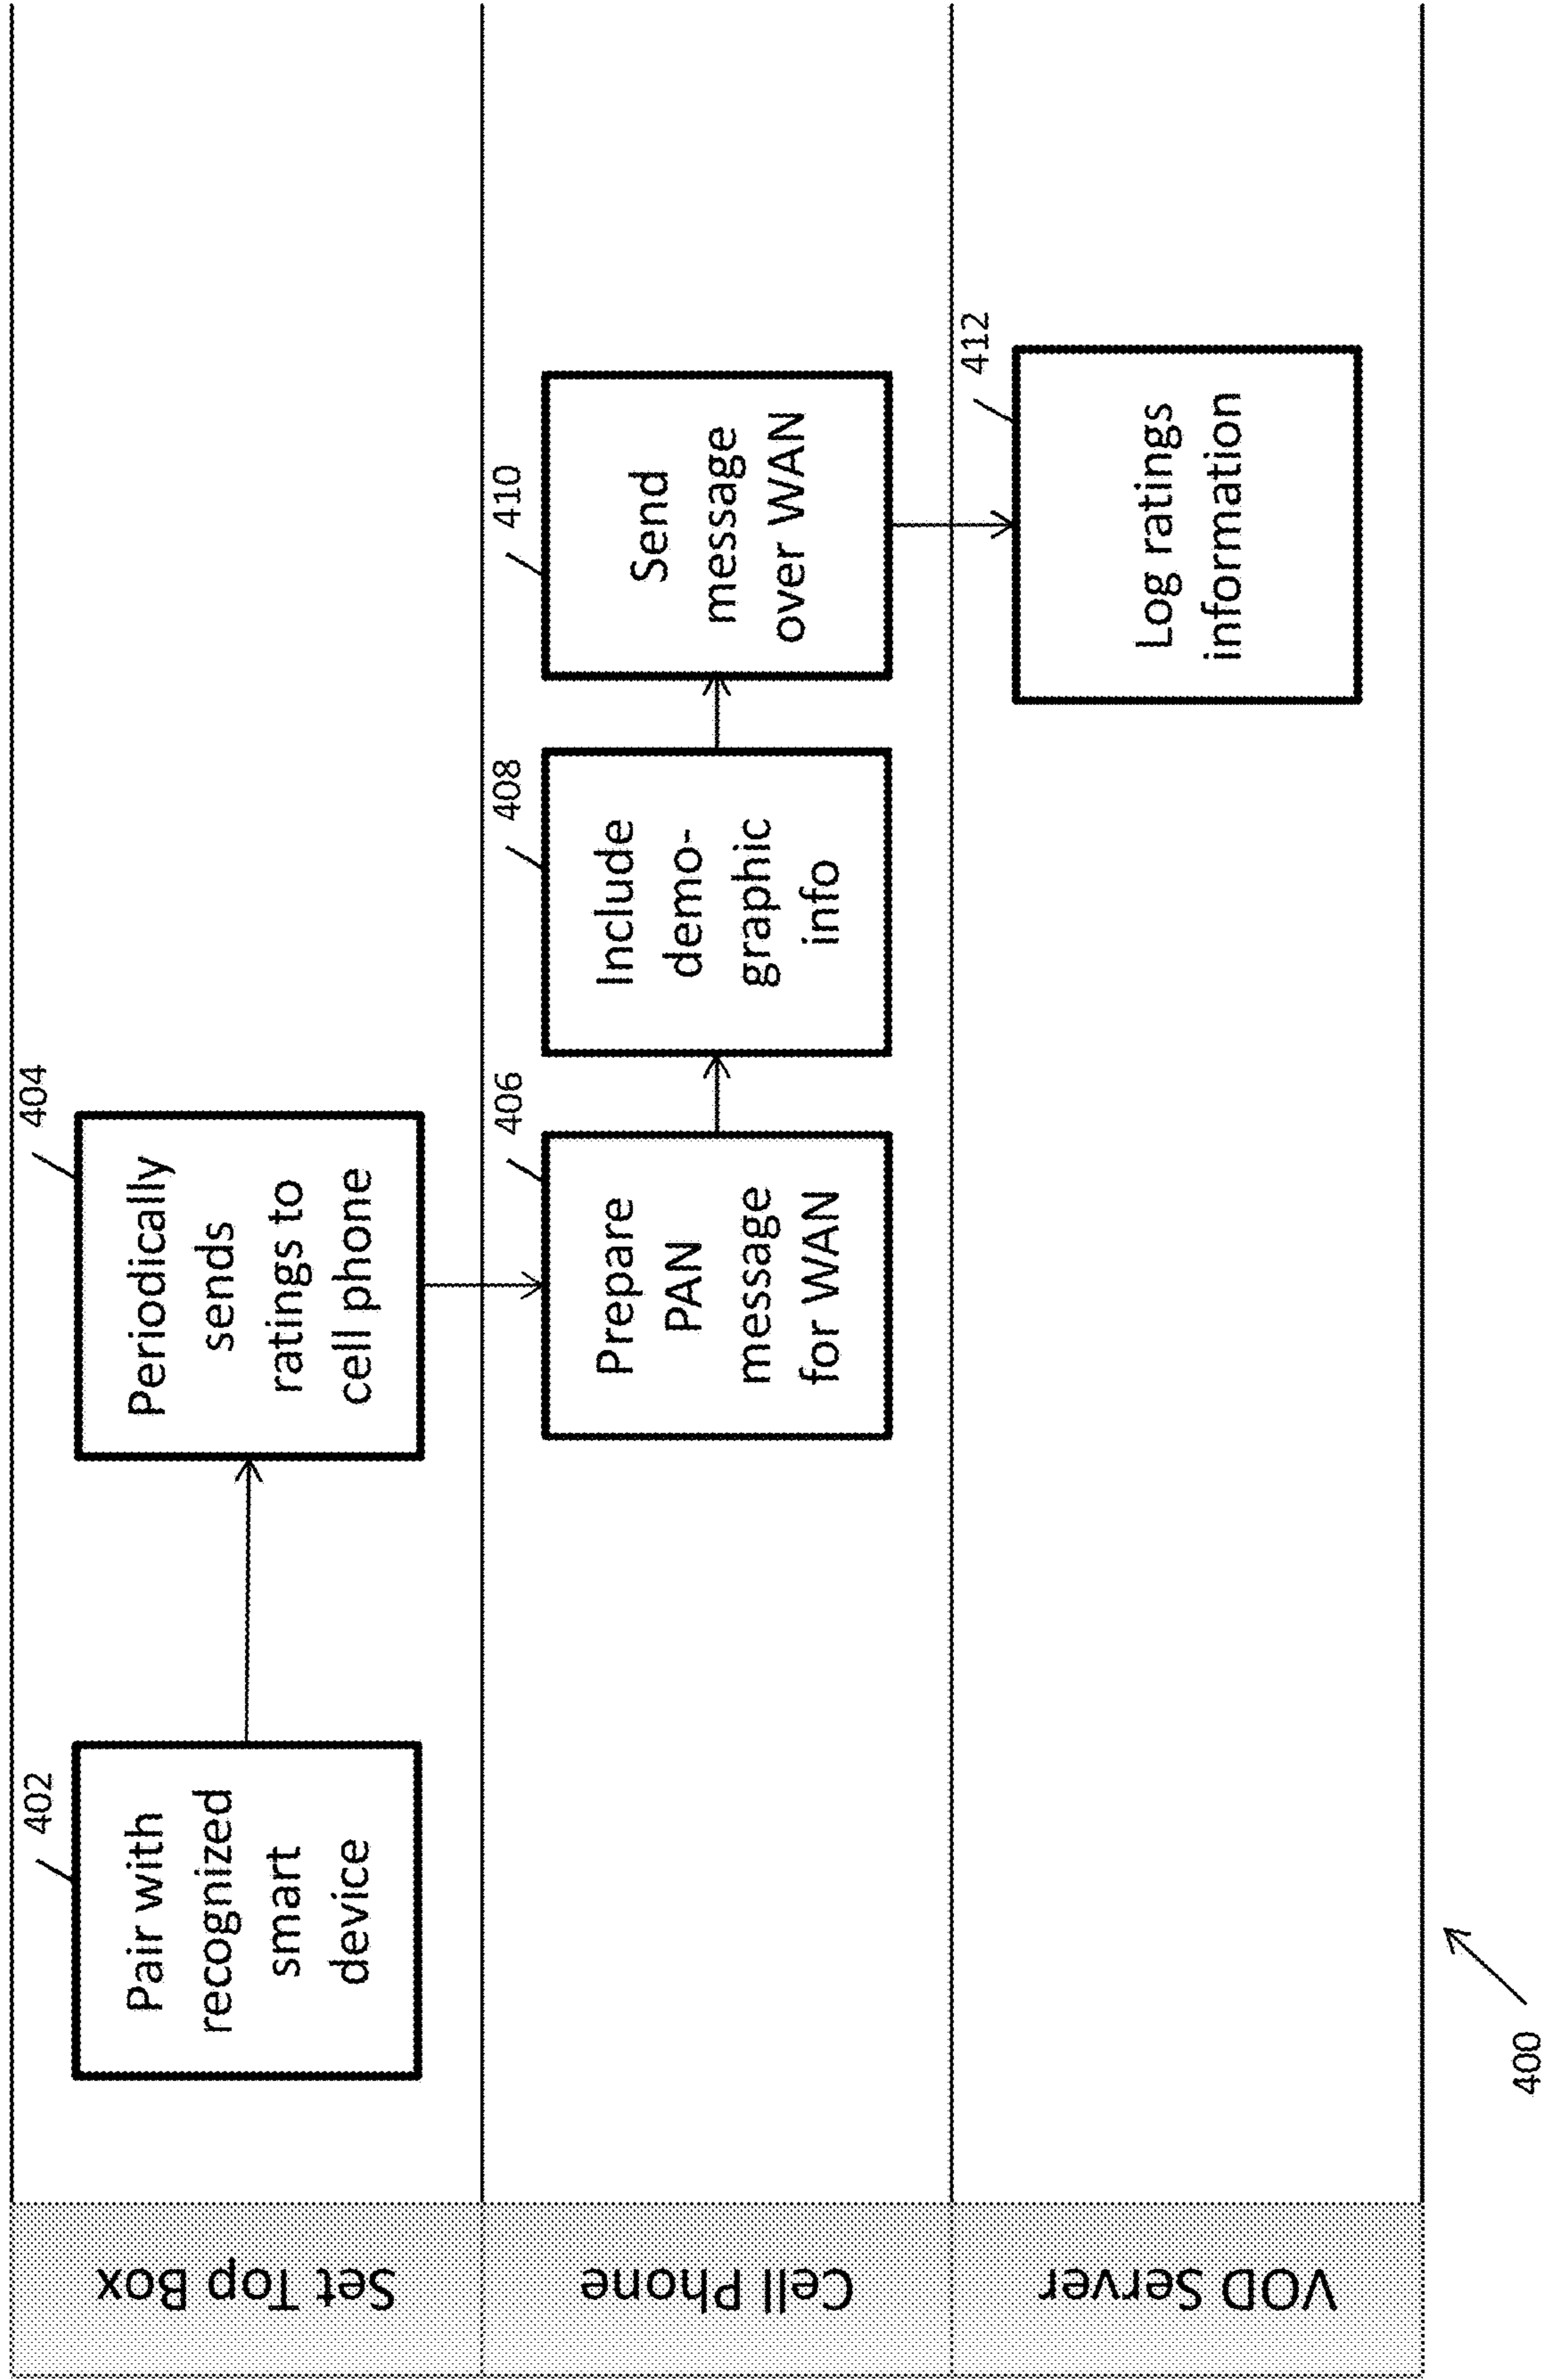 Set Top Box
402
Pair with
recognized
smart
device
404
Periodically
sends
ratings to
cell phone
Cell Phone
406
Prepare
PAN
message
for WAN
408
Include
demo-
graphic
info
410
Send
message
over WAN
VOD Server
412
Log ratings
information
400